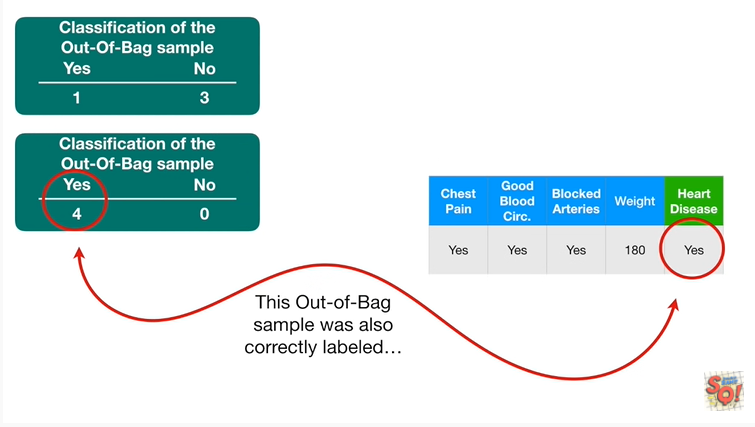 Classification of the
Out-Of-Bag sample
Yes No
1 3
Classification of the
Out-Of-Bag sample
Yes No
4 0
Chest Pain Good Blood Circ. Blocked Arteries Weight Heart Disease
Yes Yes Yes 180 Yes
This Out-of-Bag
sample was also
correctly labeled…
SQ!